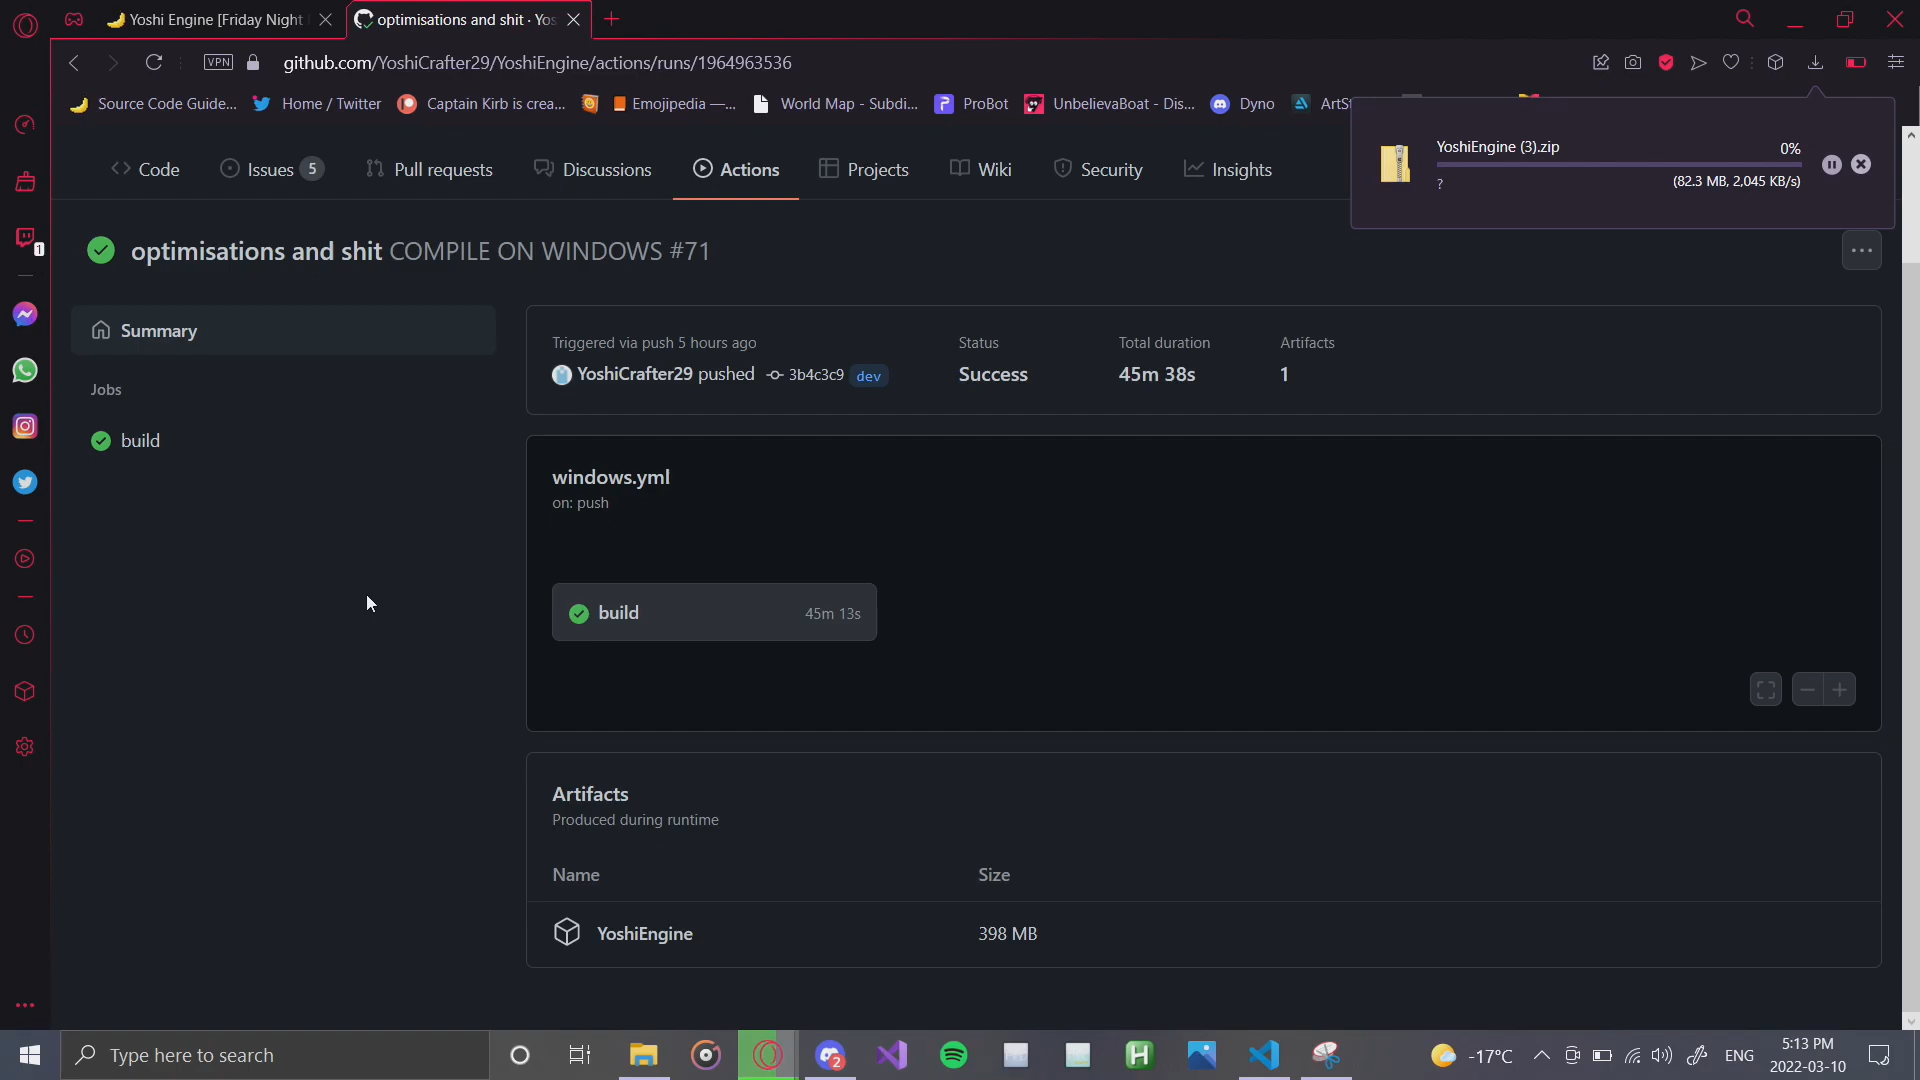 Yoshi Engine [Friday Night
optimisations and shit · Yos
VPN
github.com/YoshiCrafter29/YoshiEngine/actions/runs/1964963536
Source Code Guide...
Home / Twitter
Captain Kirb is crea...
Emojipedia —...
World Map - Subdi...
ProBot
UnbelievaBoat - Dis...
Dyno
ArtSt
YoshiEngine (3).zip
0%
?
(82.3 MB, 2,045 KB/s)
Code
Issues 5
Pull requests
Discussions
Actions
Projects
Wiki
Security
Insights
1
optimisations and shit COMPILE ON WINDOWS #71
Summary
Jobs
build
Triggered via push 5 hours ago
YoshiCrafter29 pushed 3b4c3c9 dev
Status
Success
Total duration
45m 38s
Artifacts
1
windows.yml
on: push
build
45m 13s
Artifacts
Produced during runtime
Name
Size
YoshiEngine
398 MB
Type here to search
2
-17°C
ENG
5:13 PM
2022-03-10